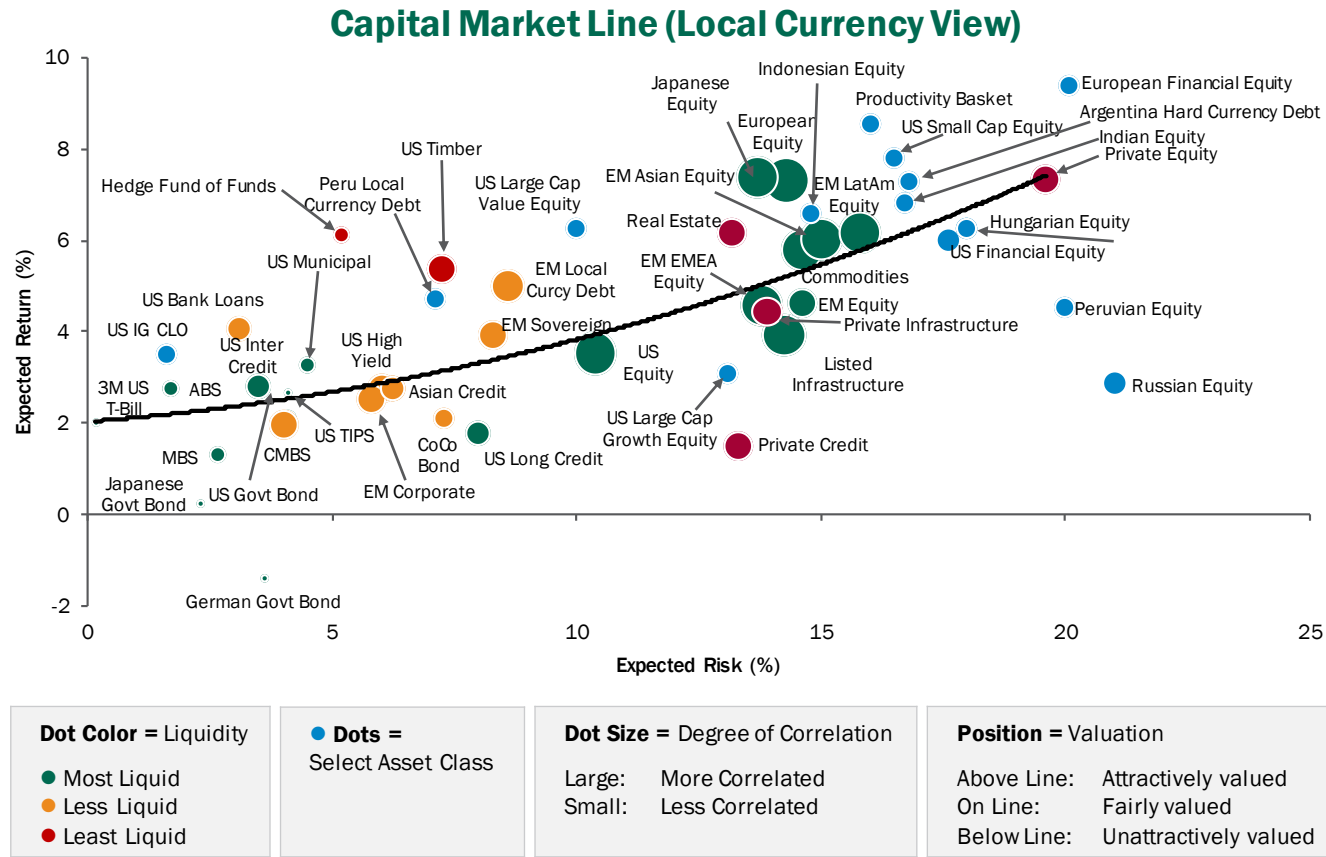 Capital Market Line (Local Currency View)
Expected Return (%)
10
8
6
4
2
0
-2
0
5
10
15
20
25
Expected Risk (%)
Indonesian Equity
Japanese
Equity
European
Equity
Productivity Basket
European Financial Equity
Argentina Hard Currency Debt
US Small Cap Equity
Indian Equity
Private Equity
US Timber
Hedge Fund of Funds
Peru Local
Currency Debt
US Large Cap
Value Equity
EM Asian Equity
EM LatAm
Equity
Real Estate
Hungarian Equity
US Financial Equity
US Municipal
EM Local
Curcy Debt
EM EMEA
Equity
Commodities
US Bank Loans
EM Equity
Peruvian Equity
EM Sovereign
Private Infrastructure
US IG CLO
US Inter
Credit
US High
Yield
US
Equity
Listed
Infrastructure
3M US
T-Bill
ABS
Asian Credit
Russian Equity
US TIPS
US Large Cap
Growth Equity
Private Credit
MBS
CMBS
CoCo
Bond
US Long Credit
Japanese
Govt Bond
US Govt Bond
EM Corporate
German Govt Bond
Dot Color = Liquidity
Most Liquid
Less Liquid
Least Liquid
Dots =
Select Asset Class
Dot Size = Degree of Correlation
Large: More Correlated
Small: Less Correlated
Position = Valuation
Above Line: Attractively valued
On Line: Fairly valued
Below Line: Unattractively valued